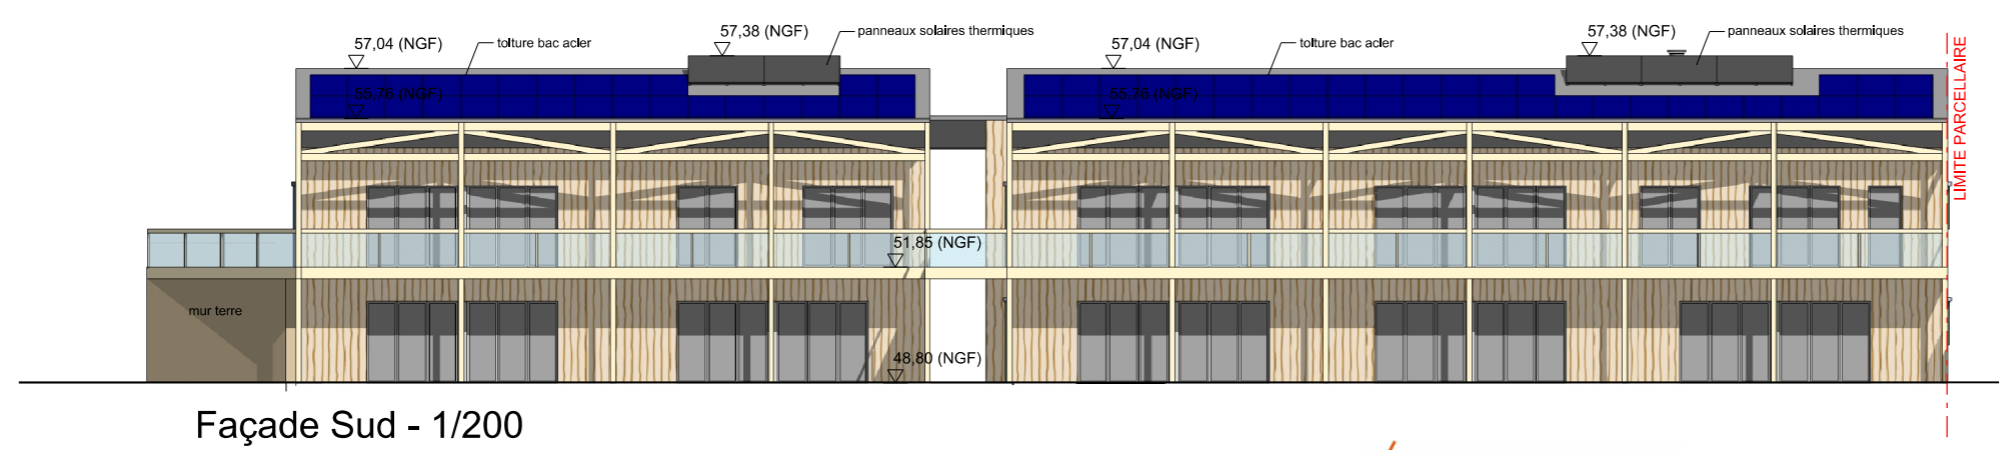 57,38 (NGF)
panneaux solaires thermiques
57,38 (NGF)
panneaux solaires thermiques
57,04 (NGF)
toiture bac acier
57,04 (NGF)
toiture bac acier
LIMITE PARCELLAIRE
55,76 (NGF)
55,76 (NGF)
51,85 (NGF)
mur terre
48,80 (NGF)
Façade Sud - 1/200